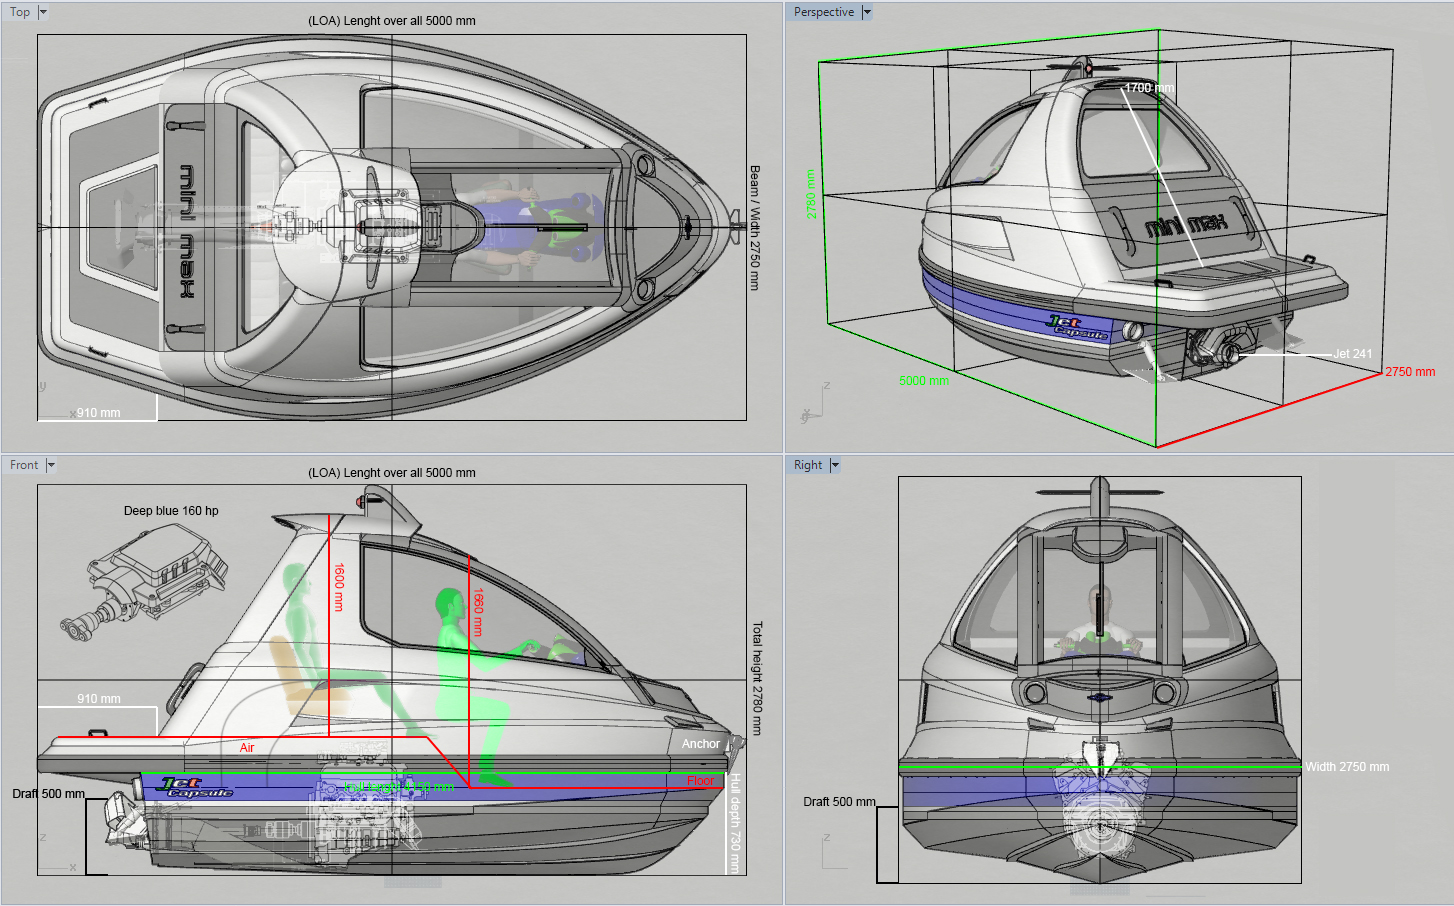 Top
(LOA) Lenght over all 5000 mm
mini max
Beam / Width 2750 mm
y
x
910 mm
Perspective
1700 mm
2780 mm
mini max
Jet
Capsule
Jet 241
5000 mm
2750 mm
z
x
y
Front
(LOA) Lenght over all 5000 mm
Deep blue 160 hp
1600 mm
1660 mm
Total height 2780 mm
910 mm
Air
Anchor
Floor
Jet
Capsule
Draft 500 mm
Hull depth 730 mm
z
x
Right
Width 2750 mm
Draft 500 mm
z